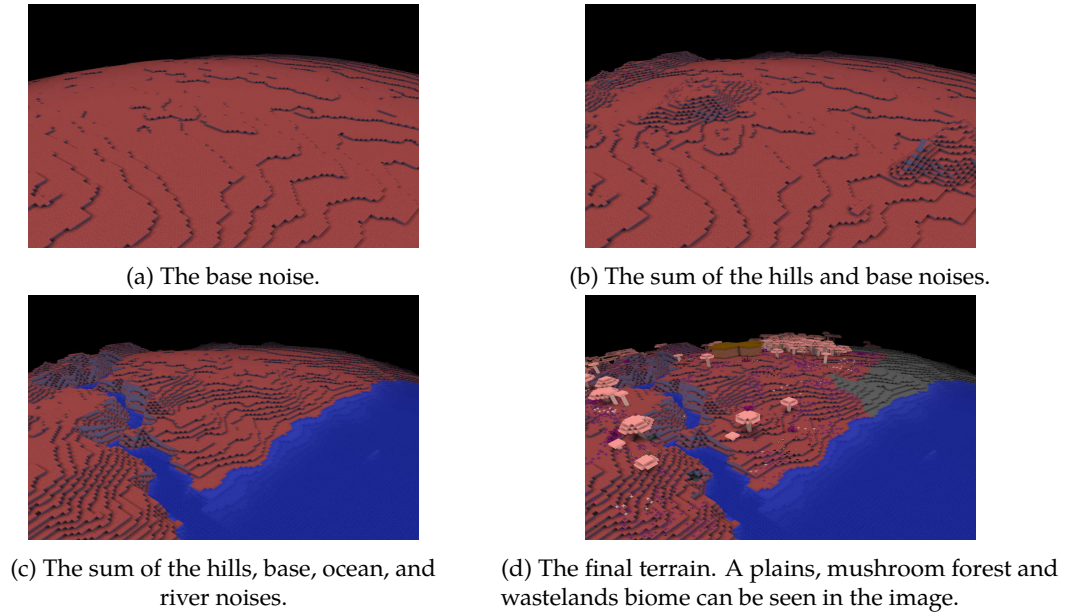 (a) The base noise.
(b) The sum of the hills and base noises.
(c) The sum of the hills, base, ocean, and
river noises.
(d) The final terrain. A plains, mushroom forest and
wastelands biome can be seen in the image.